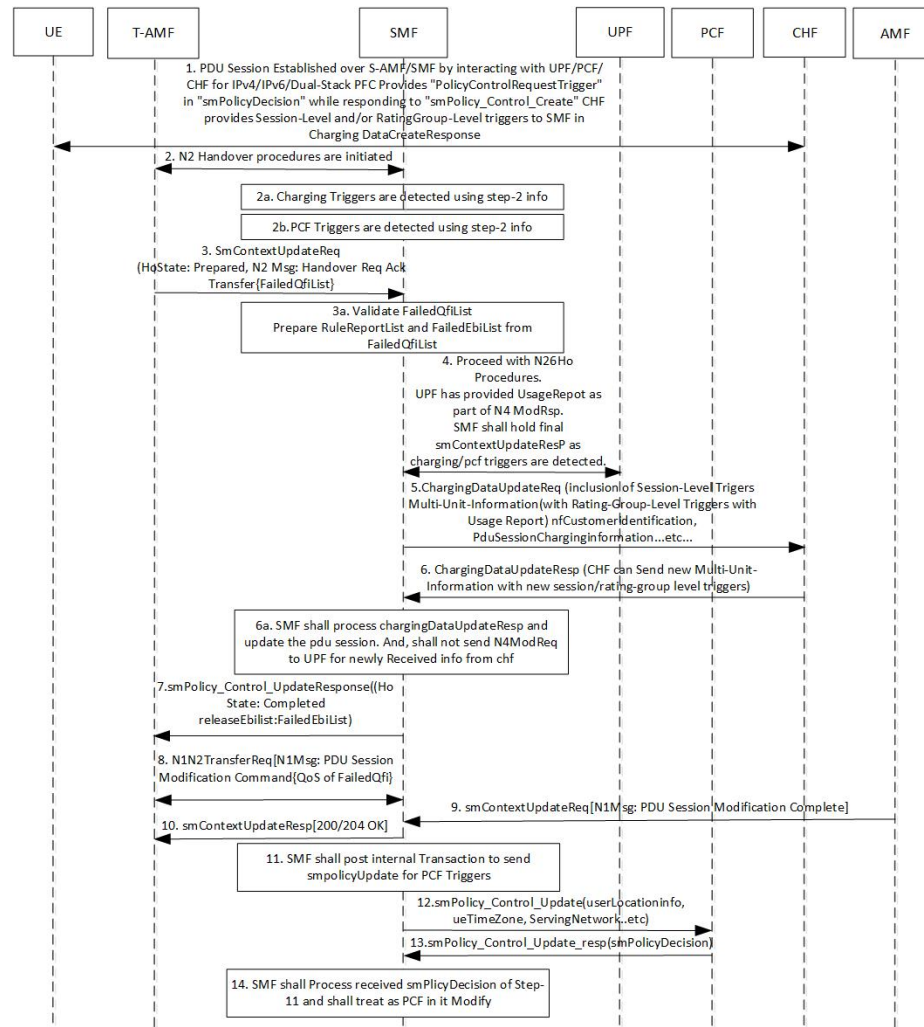 UE
T-AMF
SMF
UPF
PCF
CHF
AMF
1. PDU Session Established over S-AMF/SMF by interacting with UPF/PCF/
CHF for IPv4/IPv6/Dual-Stack PFC Provides "PolicyControlRequestTrigger"
in "smPolicyDecision" while responding to "smPolicy_Control_Create" CHF
provides Session-Level and/or RatingGroup-Level triggers to SMF in
Charging DataCreateResponse
2. N2 Handover procedures are initiated
2a. Charging Triggers are detected using step-2 info
2b.PCF Triggers are detected using step-2 info
3. SmContextUpdateReq
(HoState: Prepared, N2 Msg: Handover Req Ack
Transfer{FailedQfiList}
3a. Validate FailedQfiList
Prepare RuleReportList and FailedEbiList from
FailedQfiList
4. Proceed with N26Ho
Procedures.
UPF has provided UsageRepot as
part of N4 ModRsp.
SMF shall hold final
smContextUpdateResP as
charging/pcf triggers are detected.
5.ChargingDataUpdateReq (inclusion of Session-Level Trigers
Multi-Unit-Information(with Rating-Group-Level Triggers with
Usage Report) nfCustomerIdentification,
PduSessionCharginginformation...etc...
6. ChargingDataUpdateResp (CHF can Send new Multi-Unit-
Information with new session/rating-group level triggers)
6a. SMF shall process chargingDataUpdateResp and
update the pdu session. And, shall not send N4ModReq
to UPF for newly Received info from chf
7.smPolicy_Control_UpdateResponse((Ho
State: Completed
releaseEbilist:FailedEbiList)
8. N1N2TransferReq[N1Msg: PDU Session
Modification Command{QoS of FailedQfi}
9. smContextUpdateReq[N1Msg: PDU Session Modification Complete]
10. smContextUpdateResp[200/204 OK]
11. SMF shall post internal Transaction to send
smpolicyUpdate for PCF Triggers
12.smPolicy_Control_Update(userLocationinfo,
ueTimeZone, ServingNetwork..etc)
13.smPolicy_Control_Update_resp(smPolicyDecision)
14. SMF shall Process received smPlicyDecision of Step-
11 and shall treat as PCF in it Modify